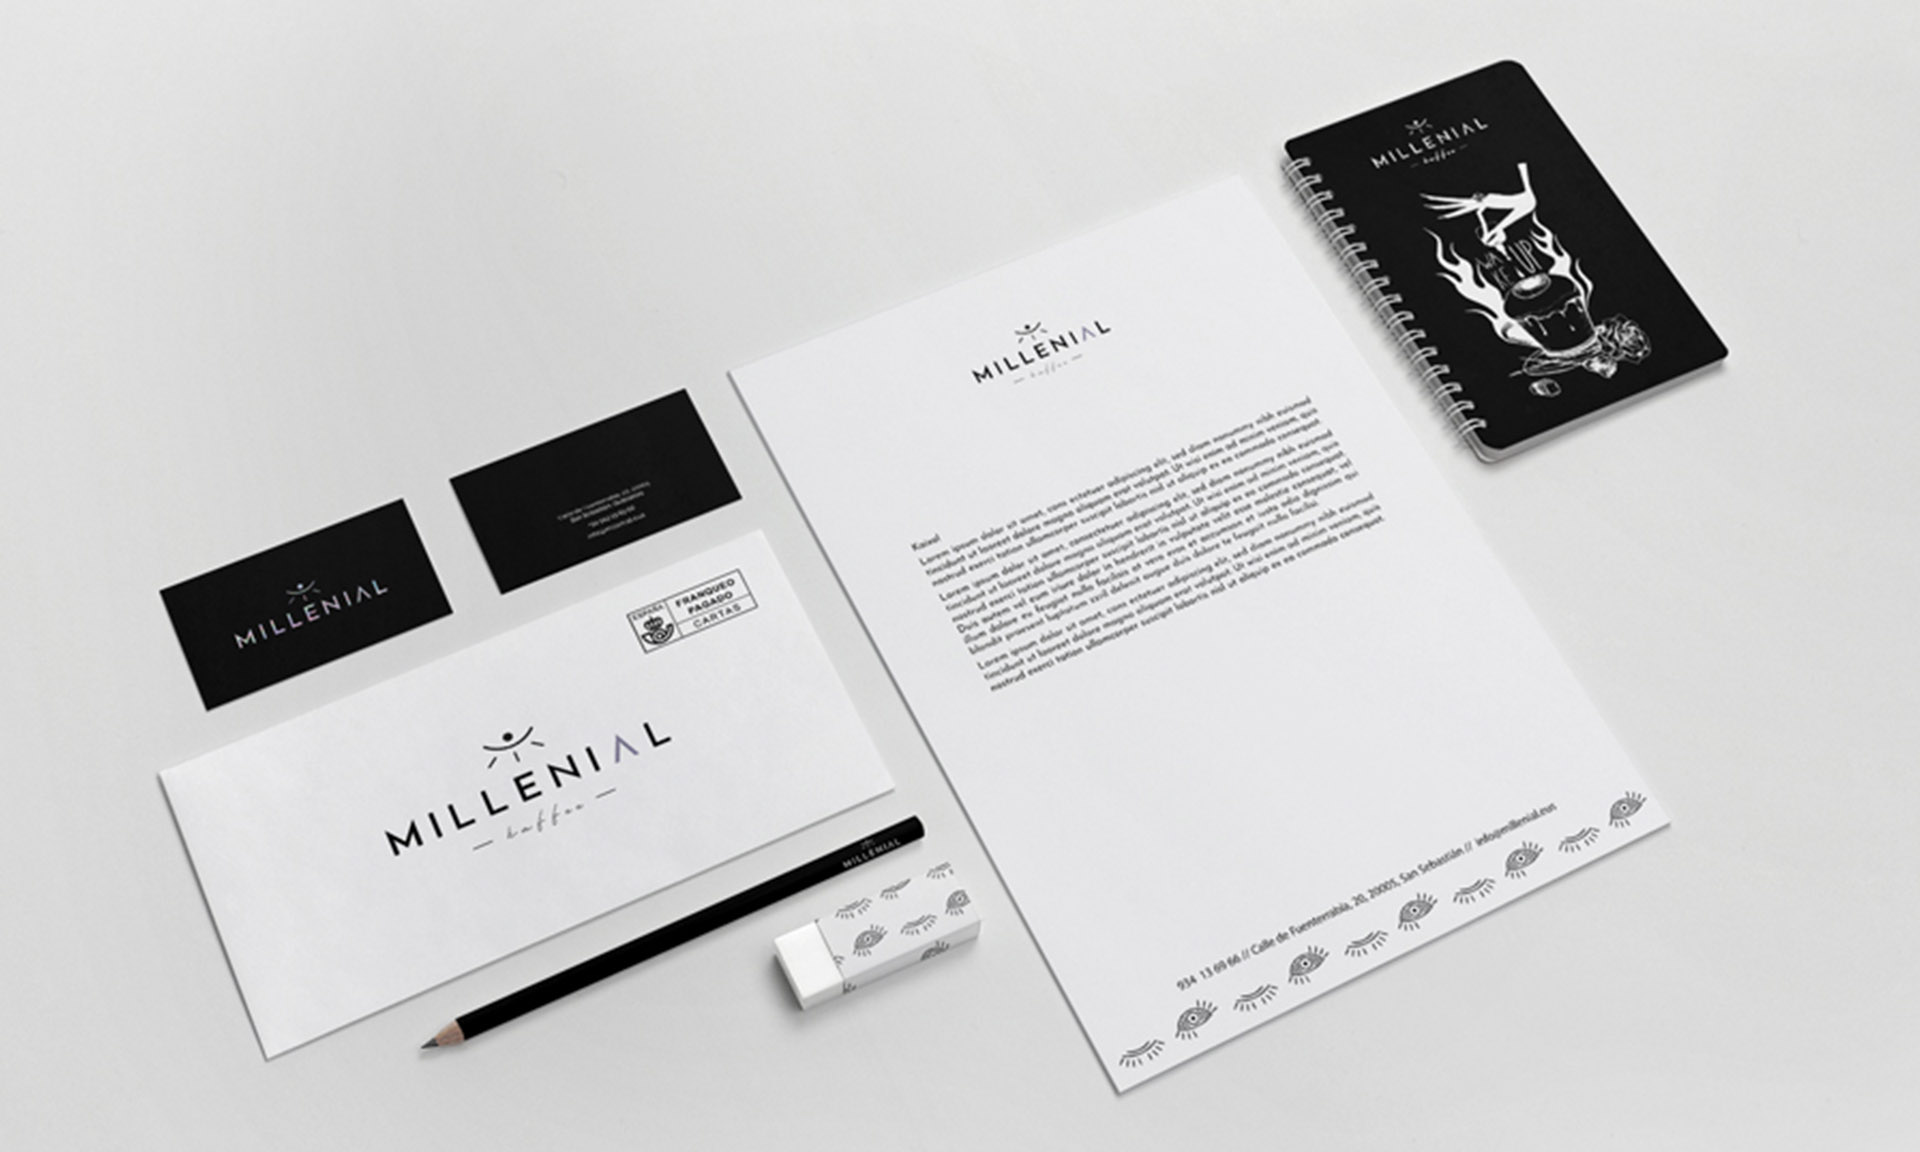 MILLENIAL
MILLENIAL
kaffee
ESPAÑA
FRANQUEO
PAGADO
CARTAS
MILLENIAL
MILLENIAL
kaffee
Kaixo!
Lorem ipsum dolor sit amet, cons ectetuer adipiscing elit, sed diam nonummy nibh euismod
tincidunt ut laoreet dolore magna aliquam erat volutpat. Ut wisi enim ad minim veniam, quis
nostrud exerci tation ullamcorper suscipit lobortis nisl ut aliquip ex ea commodo consequat.
Lorem ipsum dolor sit amet, consectetuer adipiscing elit, sed diam nonummy nibh euismod
tincidunt ut laoreet dolore magna aliquam erat volutpat. Ut wisi enim ad minim veniam, quis
nostrud exerci tation ullamcorper suscipit lobortis nisl ut aliquip ex ea commodo consequat.
Duis autem vel eum iriure dolor in hendrerit in vulputate velit esse molestie consequat, vel
illum dolore eu feugiat nulla facilisis at vero eros et accumsan et iusto odio dignissim qui
blandit praesent luptatum zzril delenit augue duis dolore te feugait nulla facilisi.
Lorem ipsum dolor sit amet, cons ectetuer adipiscing elit, sed diam nonummy nibh euismod
tincidunt ut laoreet dolore magna aliquam erat volutpat. Ut wisi enim ad minim veniam, quis
nostrud exerci tation ullamcorper suscipit lobortis nisl ut aliquip ex ea commodo consequat.
934 13 69 66 // Calle de Fuenterrabía, 20, 20005, San Sebastián // info@millenial.eus
MILLENIAL
kaffee
WA
KE UP